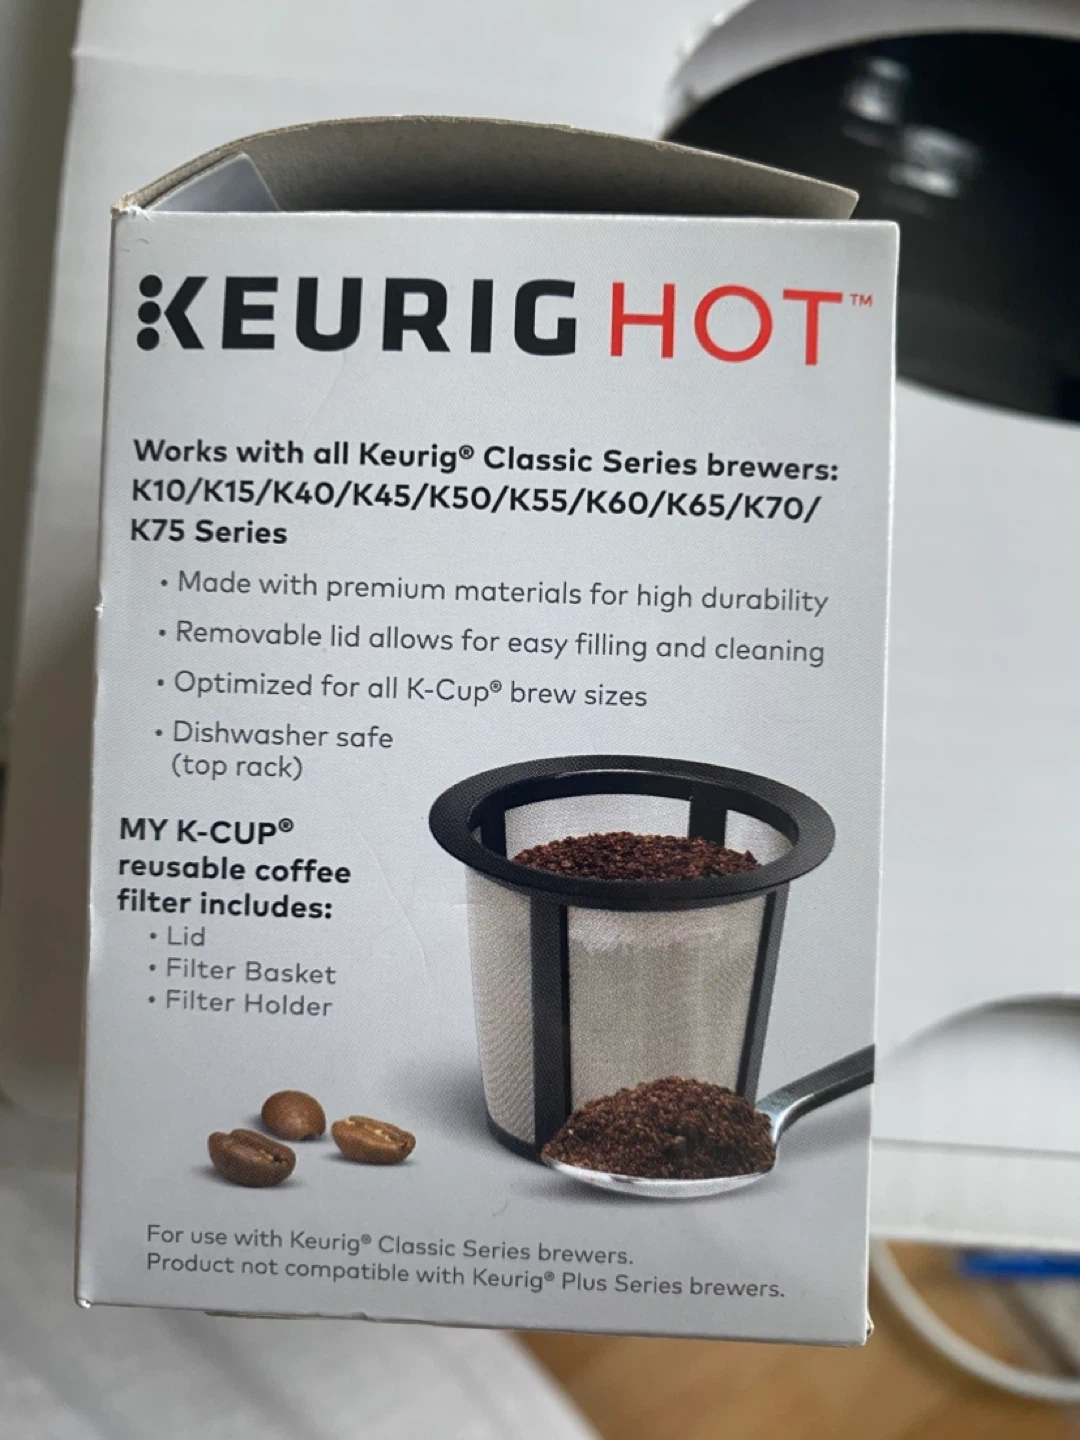 KEURIG HOT™
Works with all Keurig® Classic Series brewers:
K10/K15/K40/K45/K50/K55/K60/K65/K70/
K75 Series
• Made with premium materials for high durability
• Removable lid allows for easy filling and cleaning
• Optimized for all K-Cup® brew sizes
• Dishwasher safe
(top rack)
MY K-CUP®
reusable coffee
filter includes:
• Lid
• Filter Basket
• Filter Holder
For use with Keurig® Classic Series brewers.
Product not compatible with Keurig® Plus Series brewers.